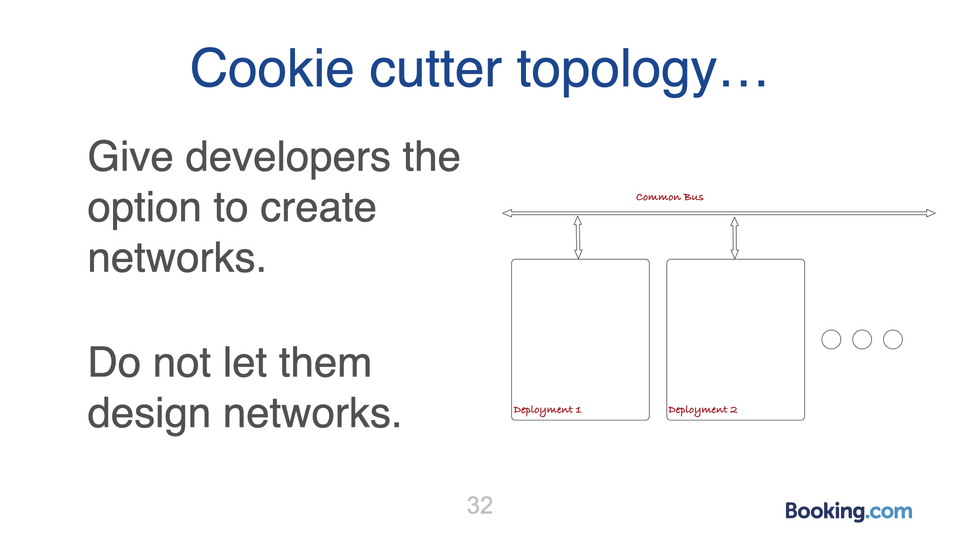 Cookie cutter topology…
Give developers the
option to create
networks.
Do not let them
design networks.
Common Bus
Deployment 1
Deployment 2
32
Booking.com